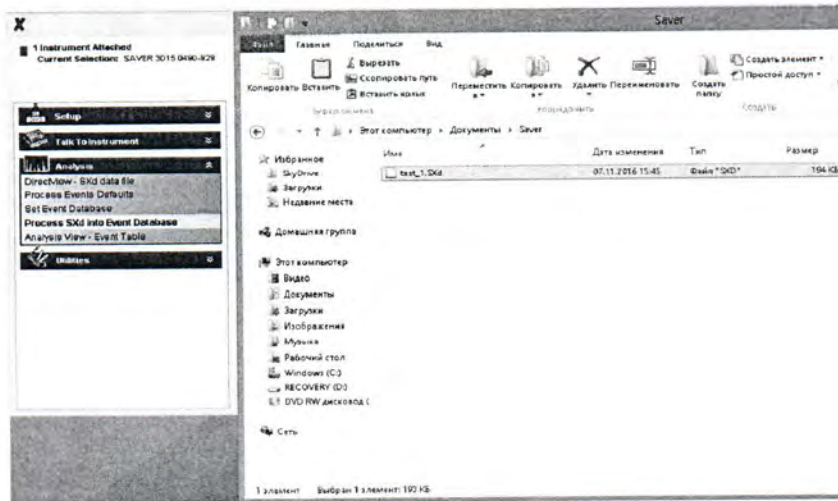 X
1 Instrument Attached
Current Selection: SAVER 3015 0490-929
Setup
Talk To Instrument
Analysis
DirectVIew - SXd data file
Process Events Defaults
Set Event Database
Process SXd into Event Database
Analysis View - Event Table
Utilities
Saver
Файл Главная Поделиться Вид
Копировать Вставить
Вырезать
Скопировать путь
Вставить ярлык
Переместить в
Копировать в
Удалить Переименовать
Создать папку
Создать элемент
Простой доступ
Создать
Этот компьютер Документы Saver
Имя Дата изменения Тип Размер
test_1.SXd 07.11.2016 15:45 Файл "SXD" 194 КБ
Избранное
SkyDrive
Загрузки
Недавние места
Домашняя группа
Этот компьютер
Видео
Документы
Загрузки
Изображения
Музыка
Рабочий стол
Windows (C:)
RECOVERY (D:)
DVD RW дисковод (
Сеть
1 элемент Выбран 1 элемент: 193 КБ